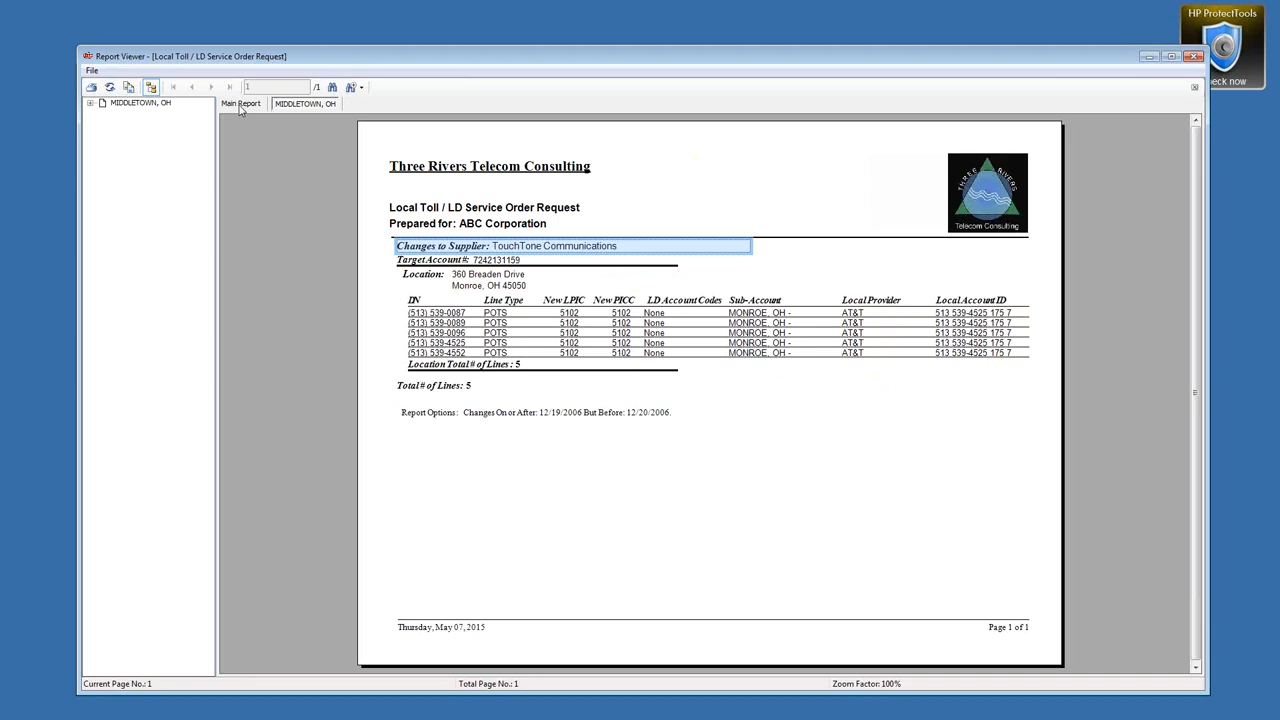 HP ProtectTools
eck now
Report Viewer - [Local Toll / LD Service Order Request]
File
1 /1
MIDDLETOWN, OH
Main Report MIDDLETOWN, OH
Three Rivers Telecom Consulting
THREE RIVERS
Telecom Consulting
Local Toll / LD Service Order Request
Prepared for: ABC Corporation
Changes to Supplier: TouchTone Communications
Target Account #: 7242131159
Location: 360 Breaden Drive
Monroe, OH 45050
TN Line Type New LPIC New PICC LD Account Codes Sub-Account Local Provider Local Account ID
(513) 539-0087 POTS 5102 5102 None MONROE, OH - AT&T 513 539-4525 175 7
(513) 539-0089 POTS 5102 5102 None MONROE, OH - AT&T 513 539-4525 175 7
(513) 539-0096 POTS 5102 5102 None MONROE, OH - AT&T 513 539-4525 175 7
(513) 539-4525 POTS 5102 5102 None MONROE, OH - AT&T 513 539-4525 175 7
(513) 539-4552 POTS 5102 5102 None MONROE, OH - AT&T 513 539-4525 175 7
Location Total # of Lines: 5
Total # of Lines: 5
Report Options: Changes On or After: 12/19/2006 But Before: 12/20/2006.
Thursday, May 07, 2015 Page 1 of 1
Current Page No.: 1 Total Page No.: 1 Zoom Factor: 100%